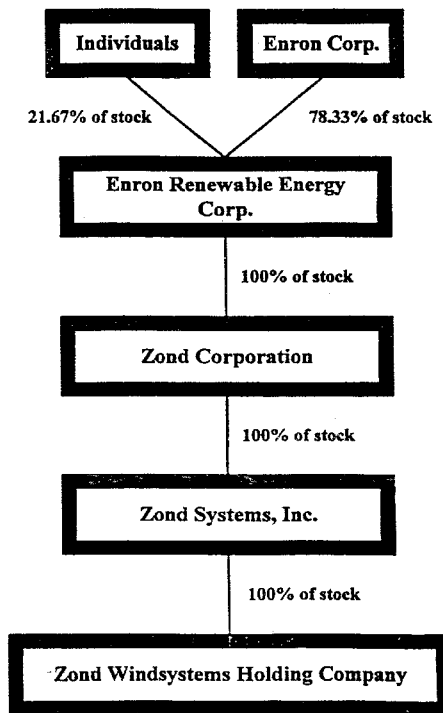 Individuals
Enron Corp.
21.67% of stock
78.33% of stock
Enron Renewable Energy
Corp.
100% of stock
Zond Corporation
100% of stock
Zond Systems, Inc.
100% of stock
Zond Windsystems Holding Company